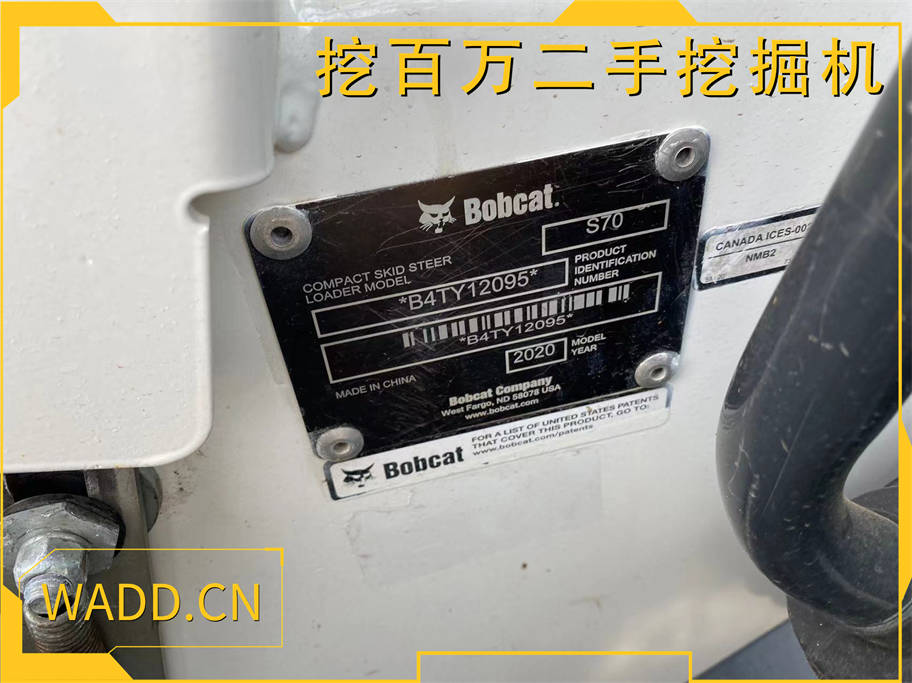 挖百万二手挖掘机
Bobcat.
COMPACT SKID STEER
LOADER MODEL
S70
*B4TY12095*
PRODUCT
IDENTIFICATION
NUMBER
*B4TY12095*
2020
MODEL
YEAR
MADE IN CHINA
Bobcat Company
West Fargo, ND 58078 USA
www.bobcat.com
Bobcat
FOR A LIST OF UNITED STATES PATENTS
THAT COVER THIS PRODUCT, GO TO:
www.bobcat.com/patents
CANADA ICES-00
NMB2
WADD.CN